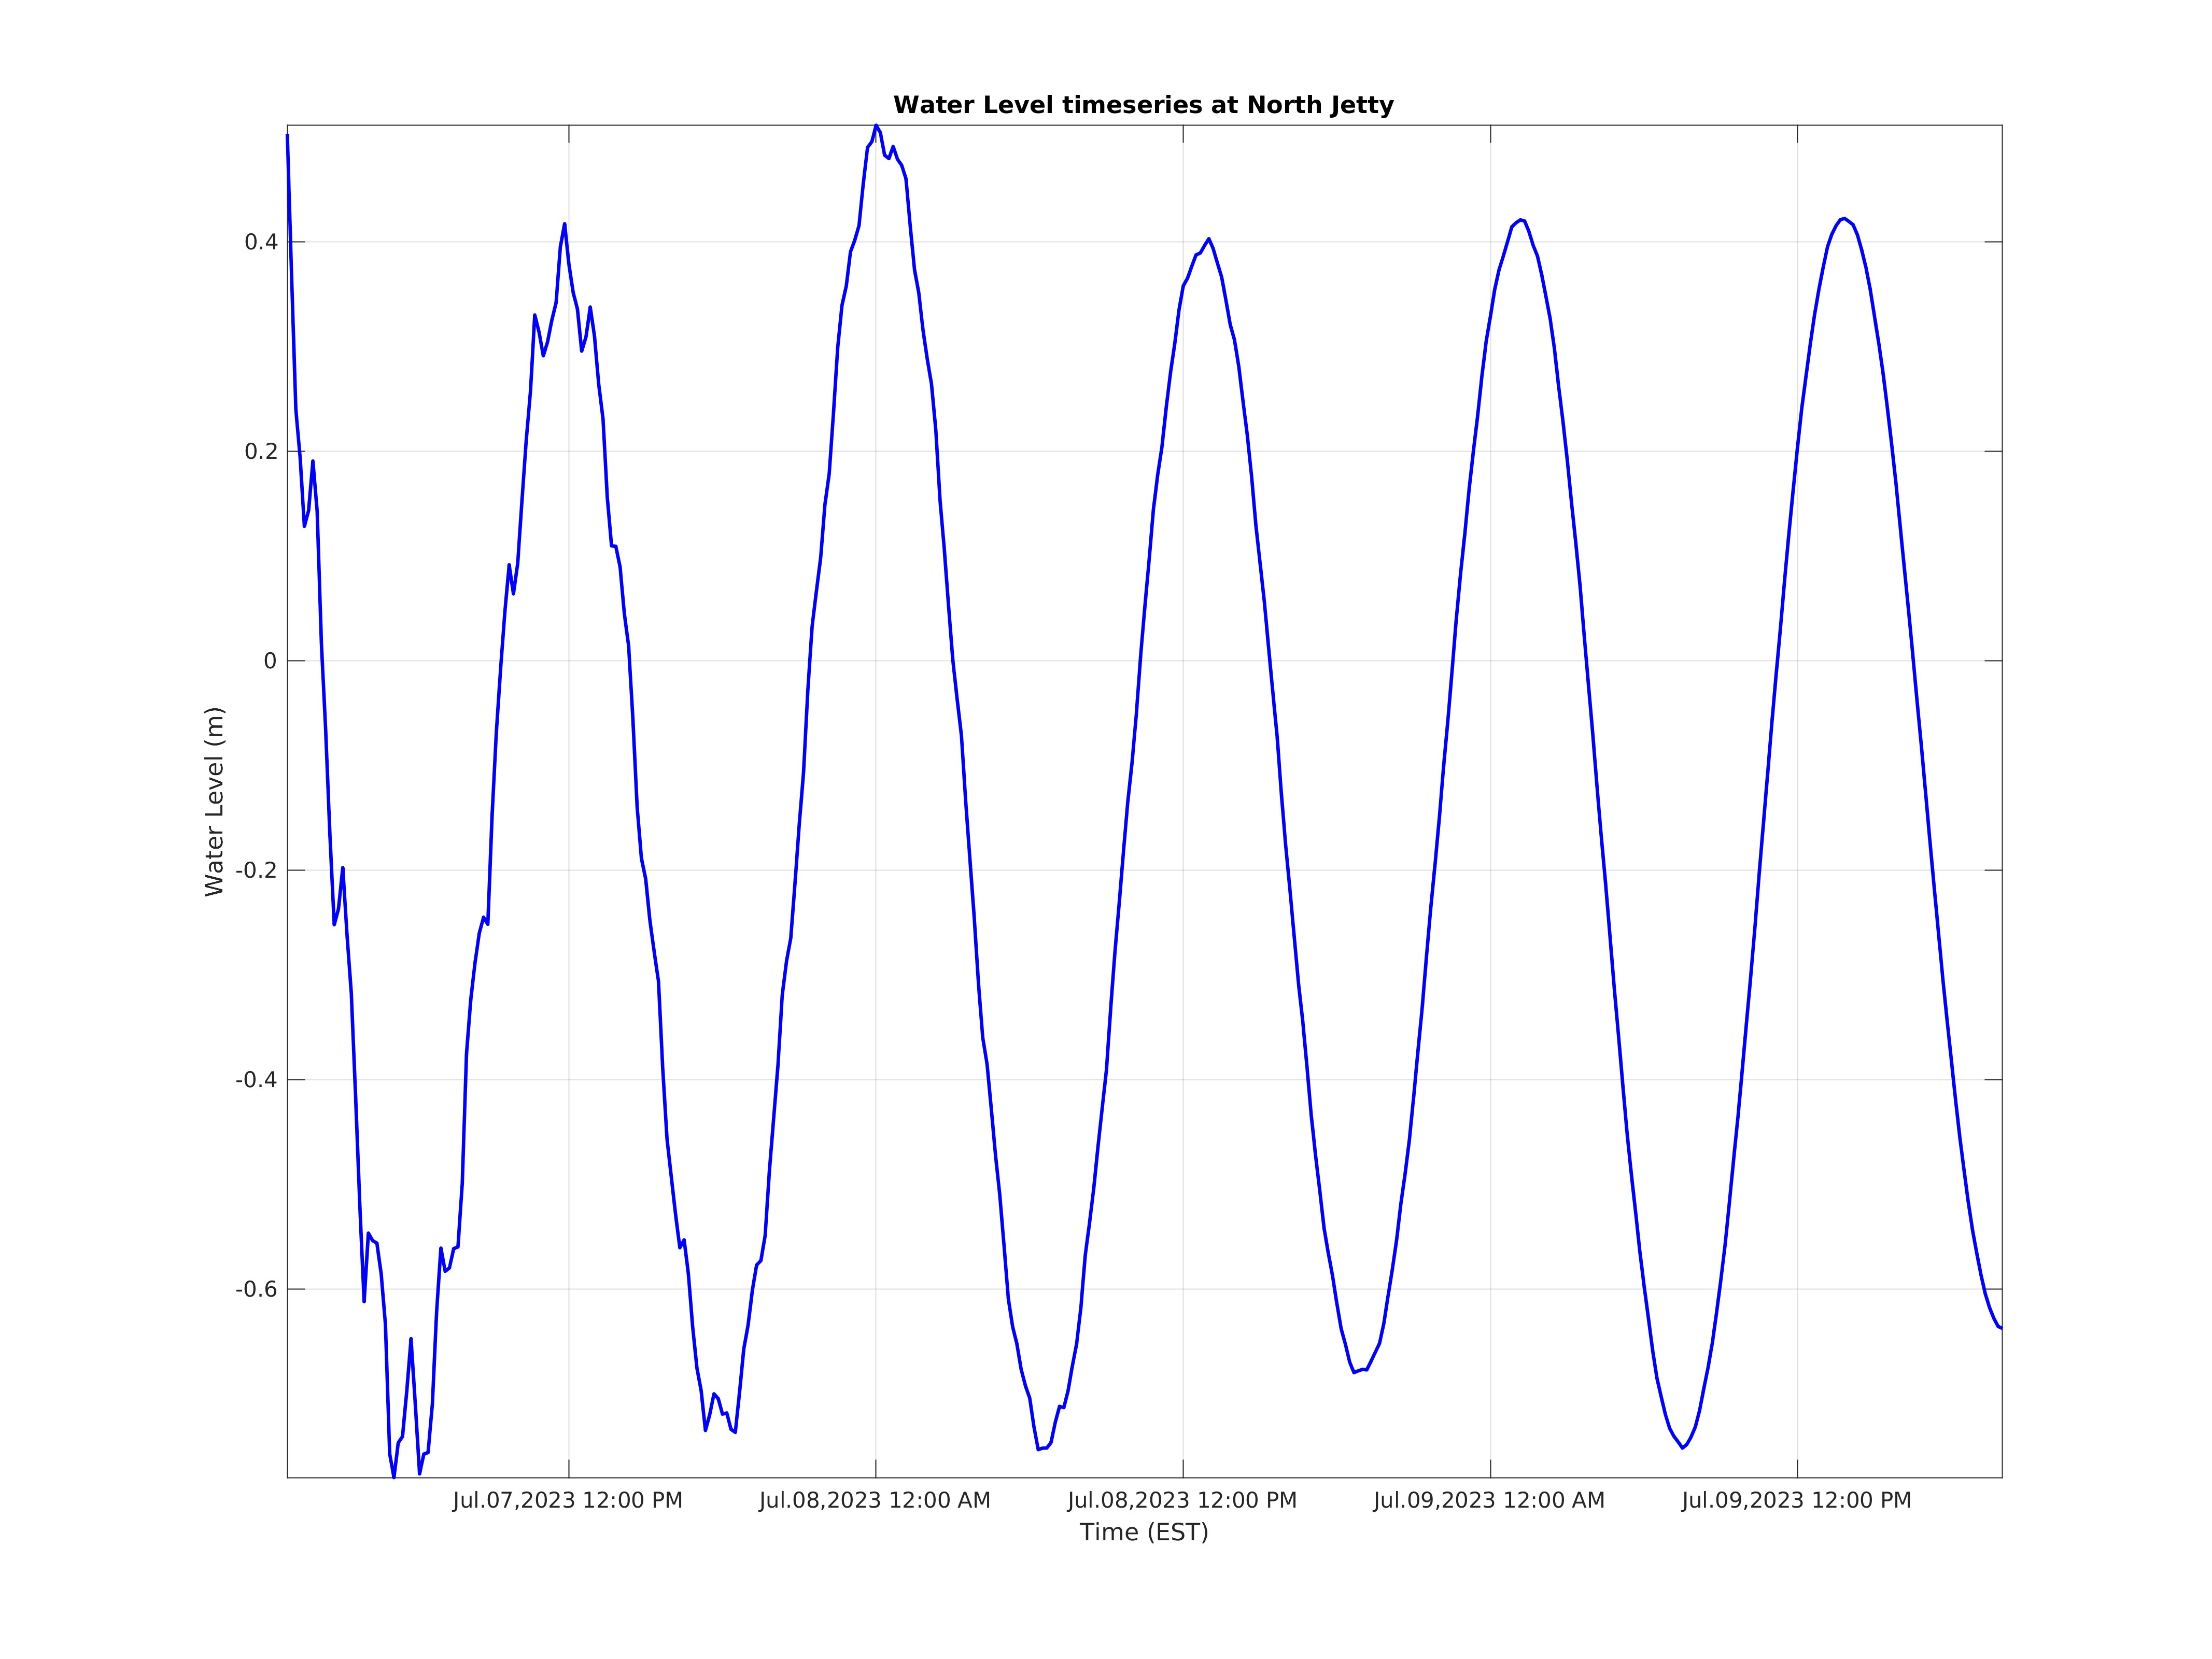 Water Level timeseries at North Jetty
0.4
0.2
0
-0.2
-0.4
-0.6
Water Level (m)
Jul.07,2023 12:00 PM
Jul.08,2023 12:00 AM
Jul.08,2023 12:00 PM
Jul.09,2023 12:00 AM
Jul.09,2023 12:00 PM
Time (EST)